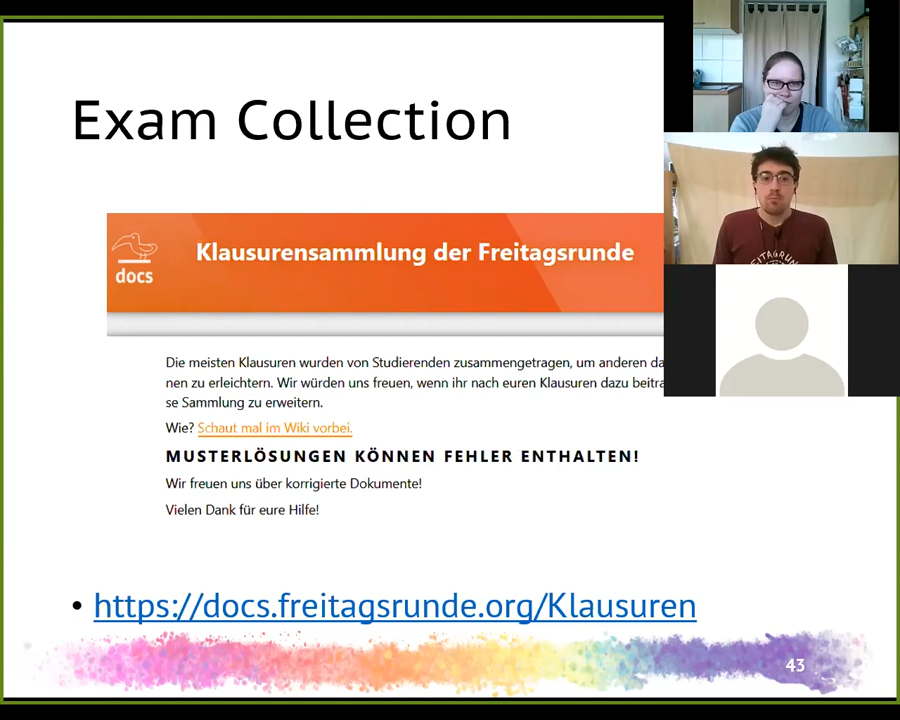 Exam Collection
docs
Klausurensammlung der Freitagsrunde
Die meisten Klausuren wurden von Studierenden zusammengetragen, um anderen
nen zu erleichtern. Wir würden uns freuen, wenn ihr nach euren Klausuren dazu
se Sammlung zu erweitern.
Wie? Schaut mal im Wiki vorbei.
MUSTERLÖSUNGEN KÖNNEN FEHLER ENTHALTEN!
Wir freuen uns über korrigierte Dokumente!
Vielen Dank für eure Hilfe!
• https://docs.freitagsrunde.org/Klausuren
43